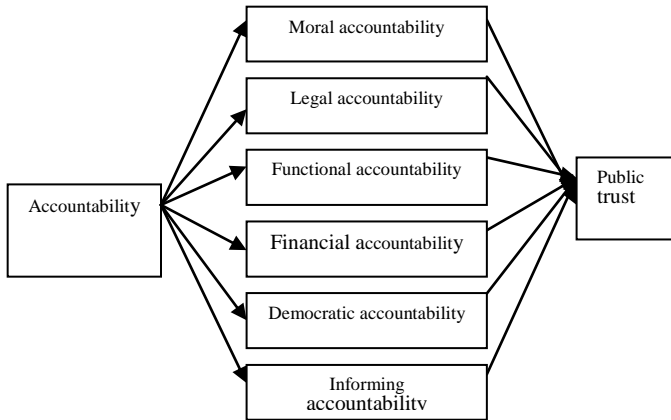 Moral accountability
Legal accountability
Functional accountability
Accountability
Financial accountability
Democratic accountability
Informing
accountability
Public
trust